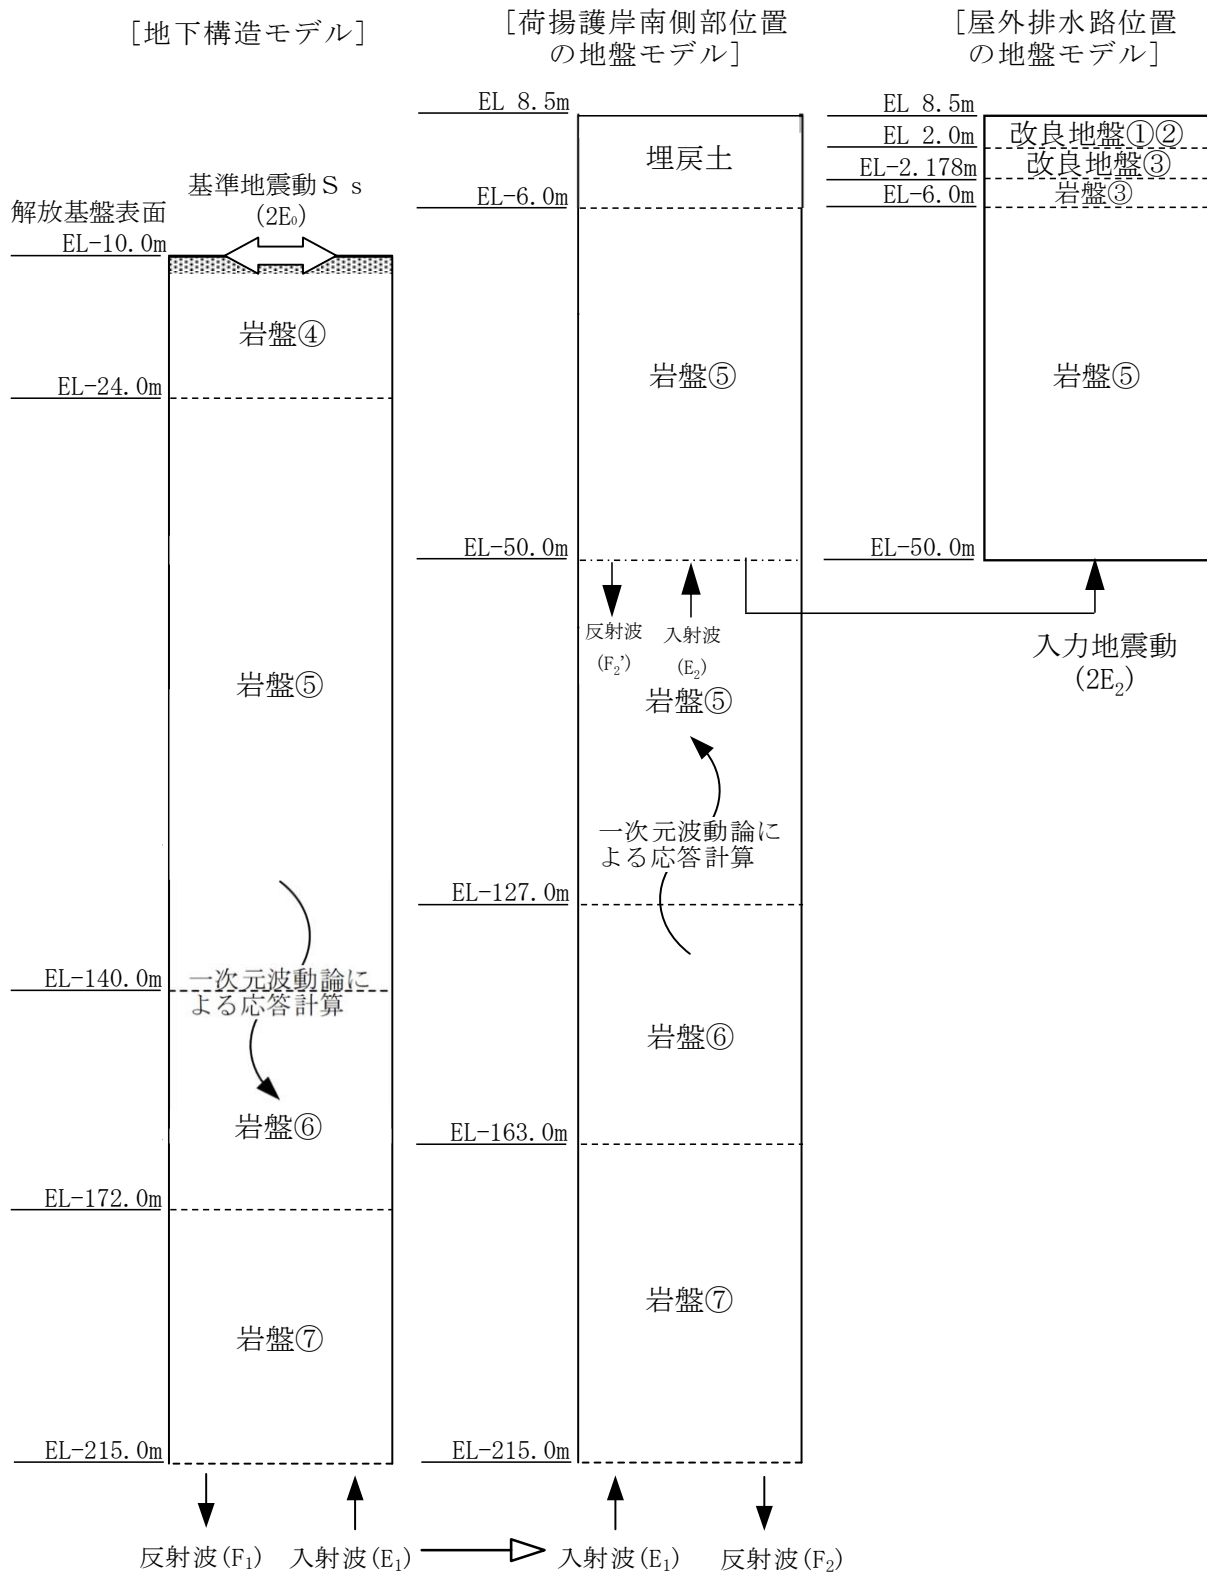 [地下構造モデル]
解放基盤表面
基準地震動Ｓｓ
(2E₀)
EL-10.0m
岩盤④
EL-24.0m
岩盤⑤
EL-140.0m
一次元波動論に
よる応答計算
岩盤⑥
EL-172.0m
岩盤⑦
EL-215.0m
反射波(F₁)
入射波(E₁)
[荷揚護岸南側部位置
の地盤モデル]
EL 8.5m
埋戻土
EL-6.0m
岩盤⑤
EL-50.0m
反射波
(F₂')
入射波
(E₂)
岩盤⑤
一次元波動論に
よる応答計算
EL-127.0m
岩盤⑥
EL-163.0m
岩盤⑦
EL-215.0m
入射波(E₁)
反射波(F₂)
[屋外排水路位置
の地盤モデル]
EL 8.5m
改良地盤①②
EL 2.0m
改良地盤③
EL-2.178m
岩盤③
EL-6.0m
岩盤⑤
EL-50.0m
入力地震動
(2E₂)